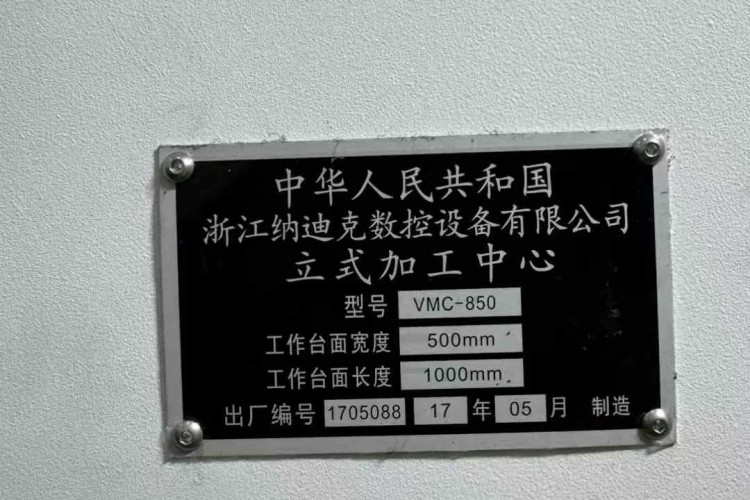 中华人民共和国
浙江纳迪克数控设备有限公司
立式加工中心
型号 VMC-850
工作台面宽度 500mm
工作台面长度 1000mm.
出厂编号 1705088 17 年 05 月 制造